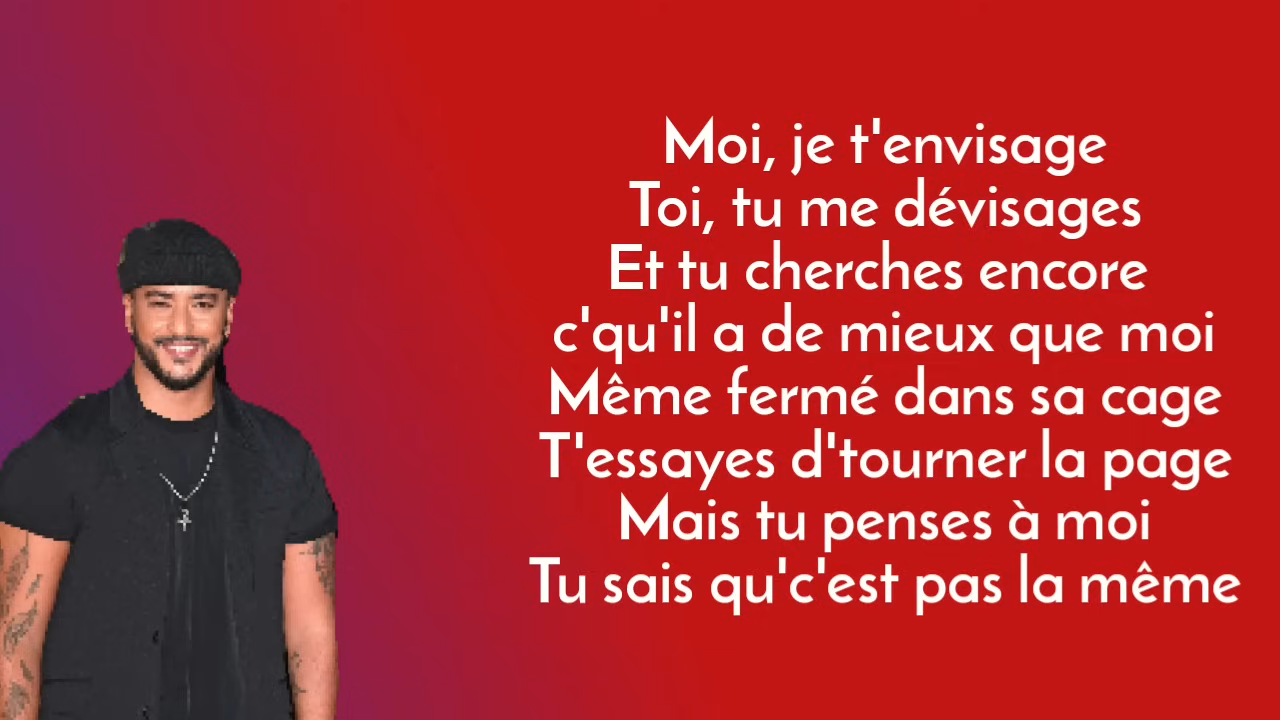 Moi, je t'envisage
Toi, tu me dévisages
Et tu cherches encore
c'qu'il a de mieux que moi
Même fermé dans sa cage
T'essayes d'tourner la page
Mais tu penses à moi
Tu sais qu'c'est pas la même